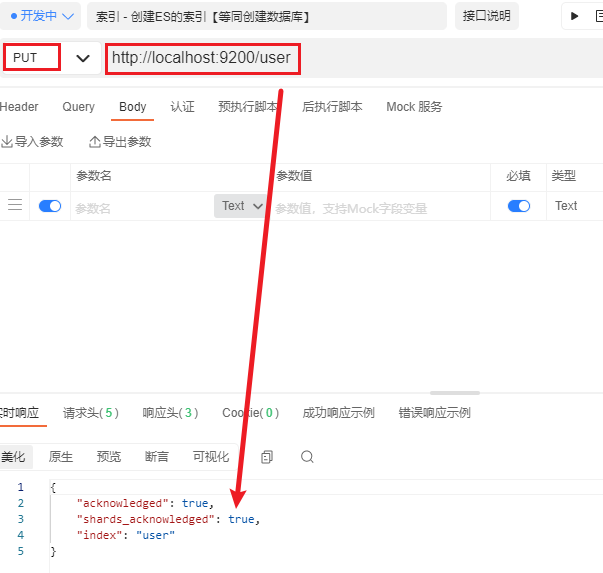 开发中 索引 - 创建ES的索引【等同创建数据库】 接口说明
PUT http://localhost:9200/user
Header Query Body 认证 预执行脚本 后执行脚本 Mock 服务
导入参数 导出参数
参数名 参数值 必填 类型
参数名 Text 参数值，支持Mock字段变量 Text
实时响应 请求头(5) 响应头(3) Cookie(0) 成功响应示例 错误响应示例
美化 原生 预览 断言 可视化
1 {
2 "acknowledged": true,
3 "shards_acknowledged": true,
4 "index": "user"
5 }